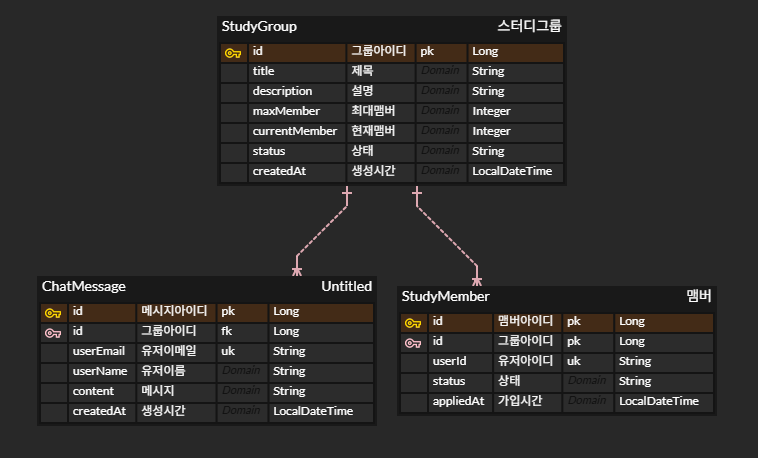 StudyGroup 스터디그룹
id 그룹아이디 pk Long
title 제목 Domain String
description 설명 Domain String
maxMember 최대맴버 Domain Integer
currentMember 현재맴버 Domain Integer
status 상태 Domain String
createdAt 생성시간 Domain LocalDateTime
ChatMessage Untitled
id 메시지아이디 pk Long
id 그룹아이디 fk Long
userEmail 유저이메일 uk String
userName 유저이름 Domain String
content 메시지 Domain String
createdAt 생성시간 Domain LocalDateTime
StudyMember 맴버
id 맴버아이디 pk Long
id 그룹아이디 pk Long
userId 유저아이디 uk String
status 상태 Domain String
appliedAt 가입시간 Domain LocalDateTime